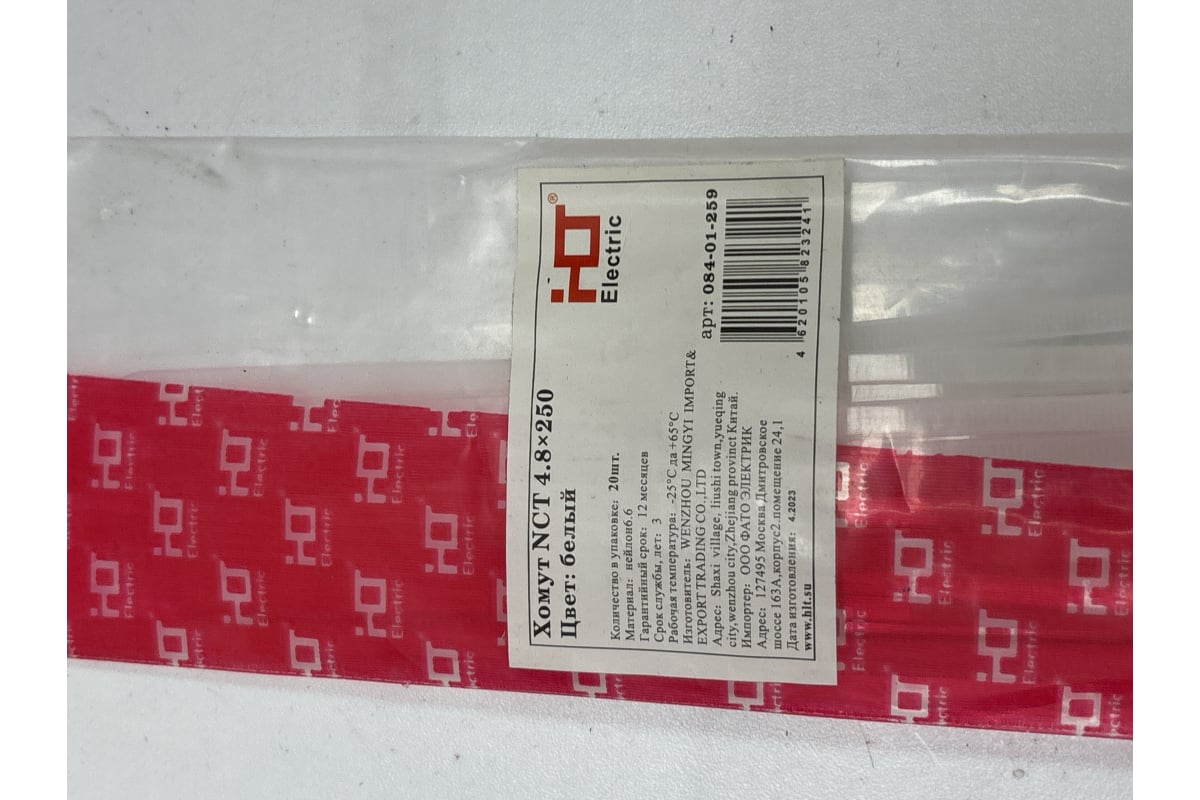 Хомут NCT 4.8×250
Цвет: белый
Electric
Количество в упаковке: 20шт.
Материал: нейлон6.6
Гарантийный срок: 12 месяцев
Срок службы, лет: 3
Рабочая температура: -25°C да +65°C
Изготовитель: WENZHOU MINGYI IMPORT&
EXPORT TRADING CO.,LTD
Адрес: Shaxi village, liushi town,yueqing
city,wenzhou city,Zhejiang provinct Китай.
Импортер: ООО ФАТО ЭЛЕКТРИК
Адрес: 127495 Москва,Дмитровское
шоссе 163А,корпус2.помещение 24,1
Дата изготовления: 4.2023
www.hlt.su
арт: 084-01-259
4 620105 823241